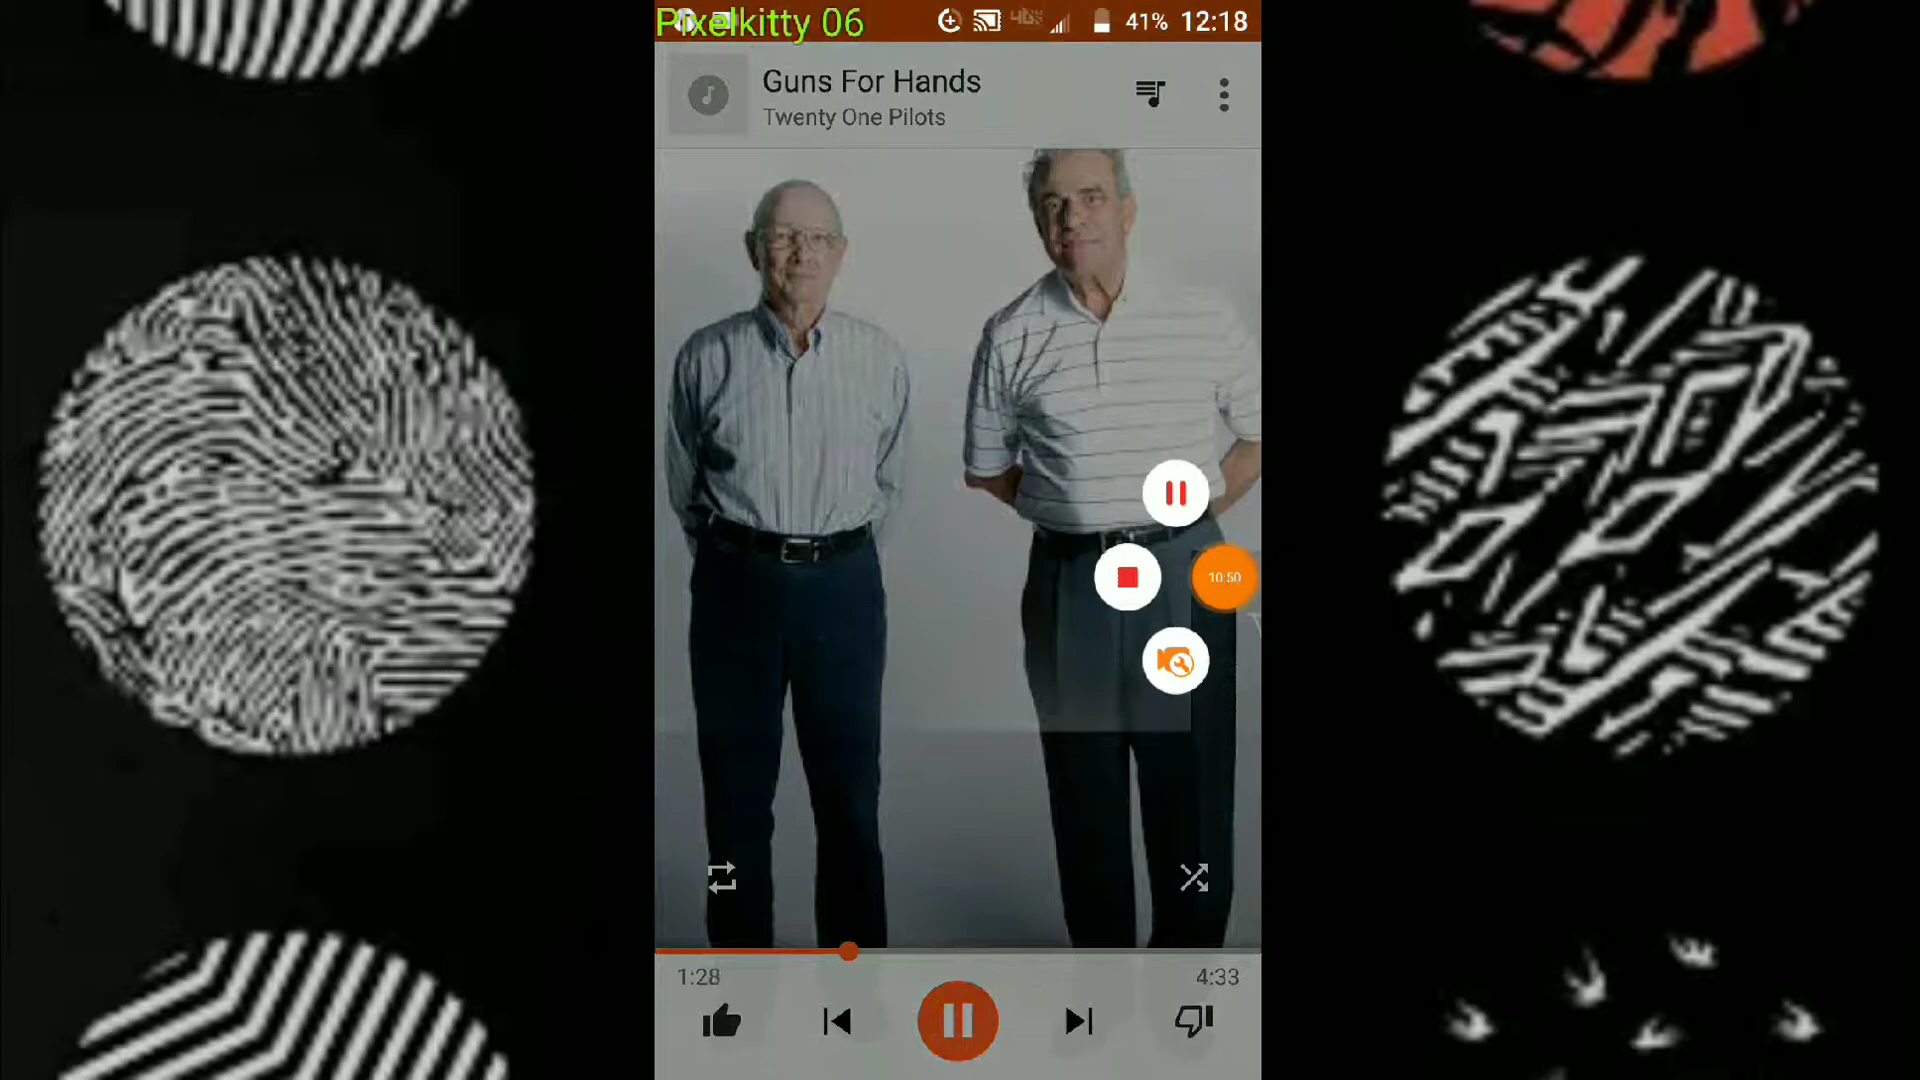 Pixelkitty 06
41% 12:18
Guns For Hands
Twenty One Pilots
10:50
1:28
4:33